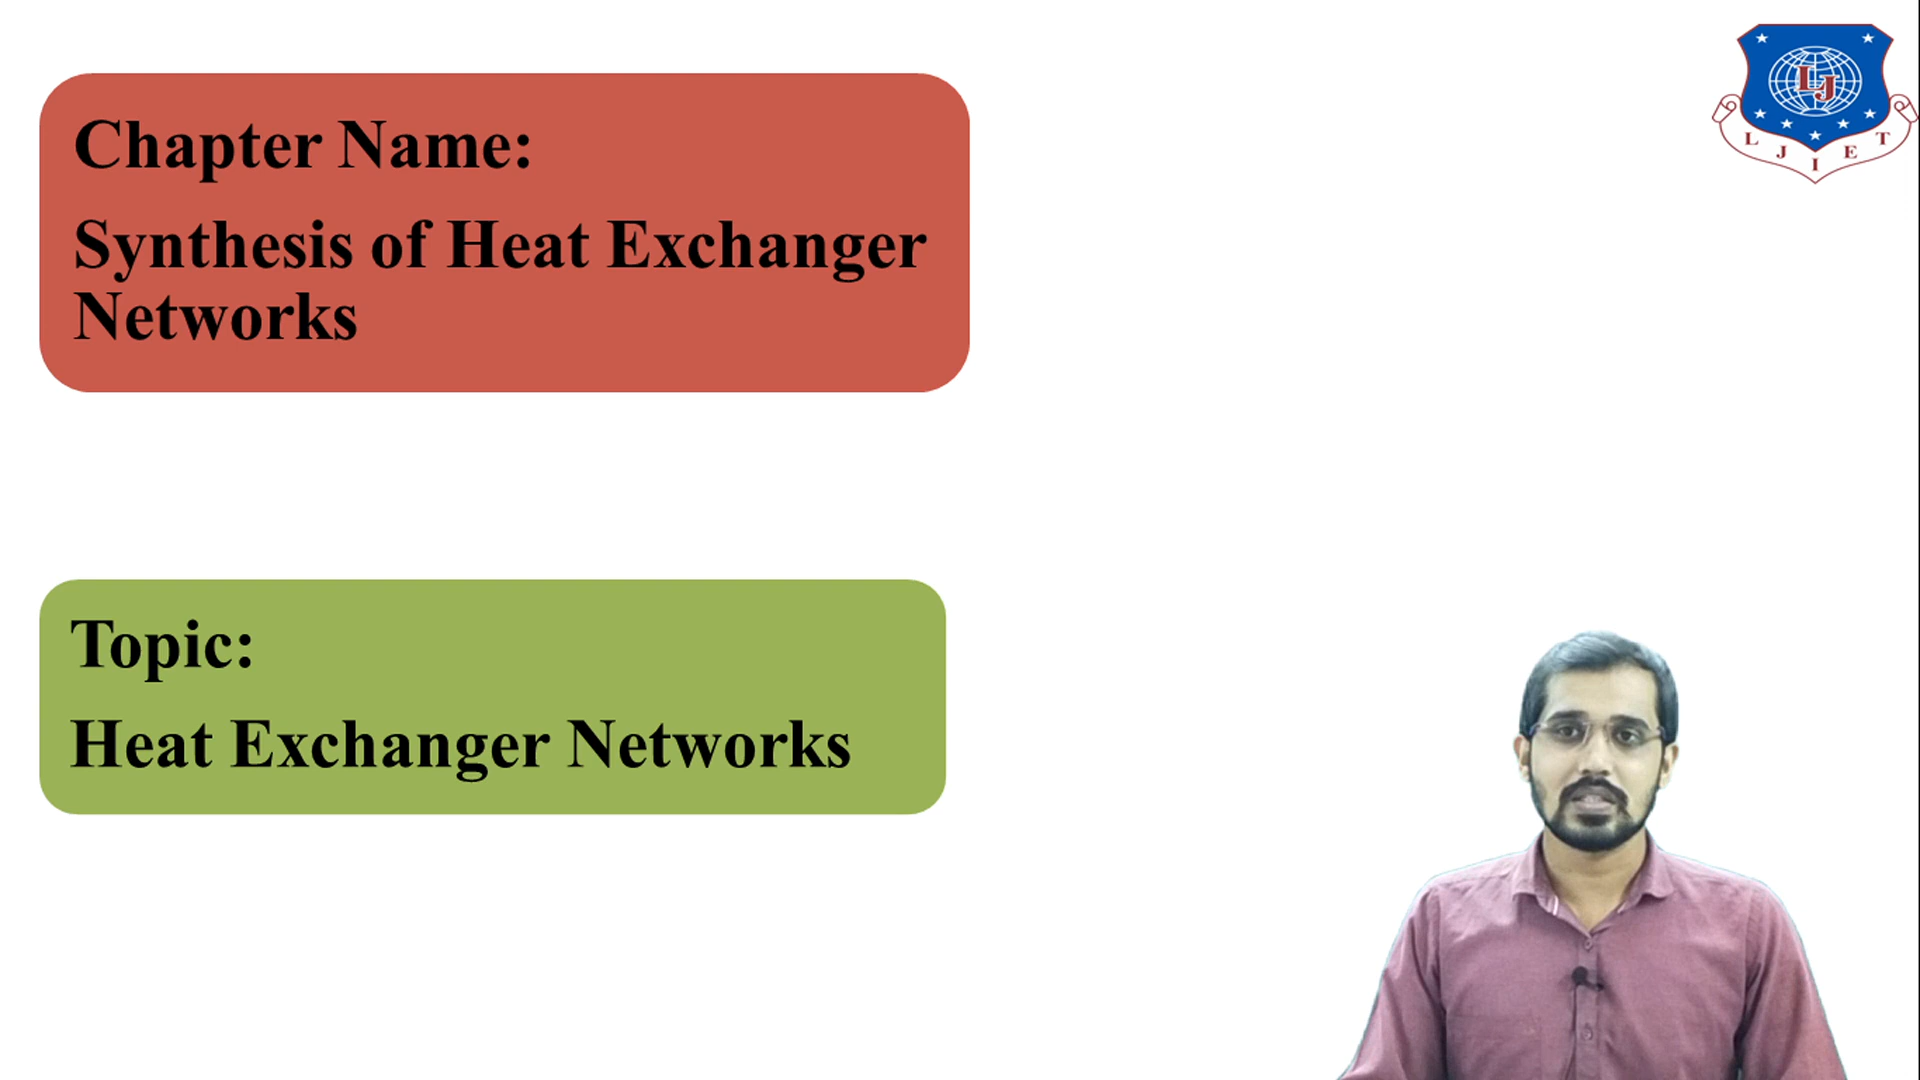 Chapter Name:
Synthesis of Heat Exchanger
Networks
LJ
L J I E T
Topic:
Heat Exchanger Networks